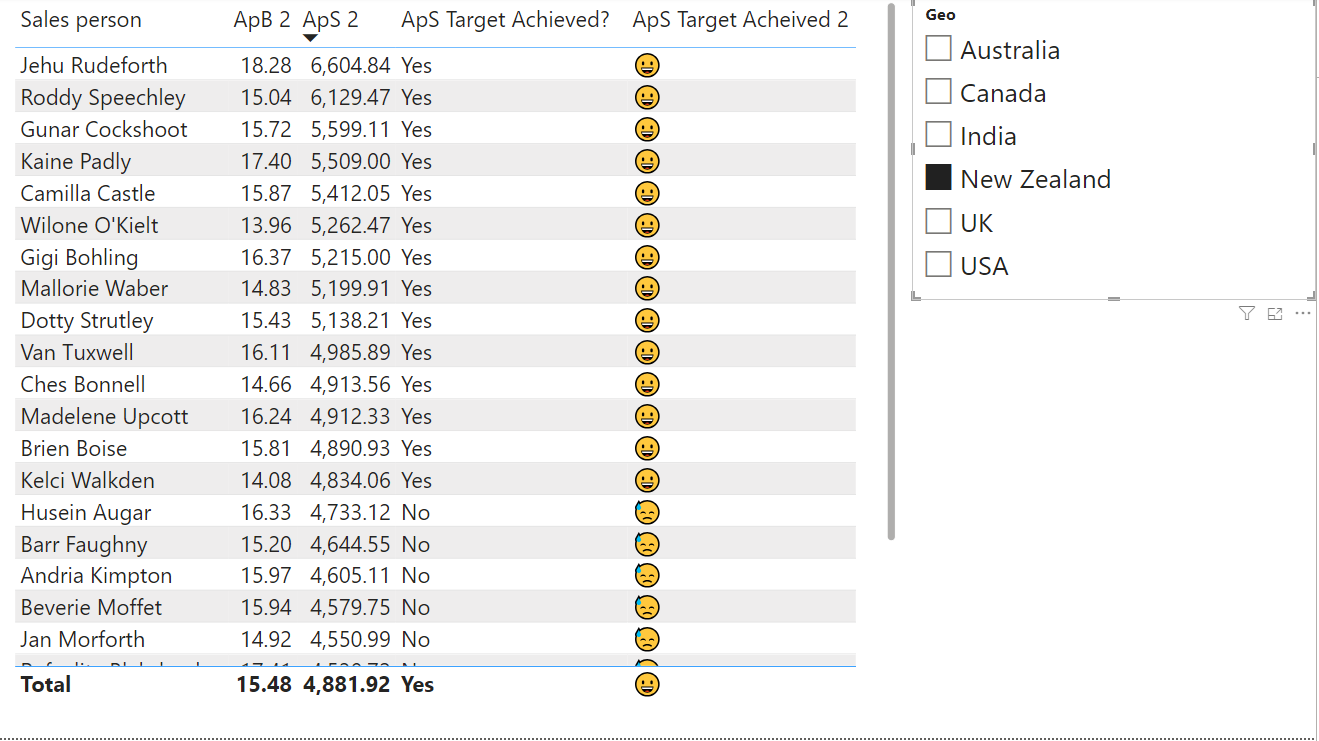 Sales person ApB 2 ApS 2 ApS Target Achieved? ApS Target Acheived 2
Jehu Rudeforth 18.28 6,604.84 Yes 😀
Roddy Speechley 15.04 6,129.47 Yes 😀
Gunar Cockshoot 15.72 5,599.11 Yes 😀
Kaine Padly 17.40 5,509.00 Yes 😀
Camilla Castle 15.87 5,412.05 Yes 😀
Wilone O'Kielt 13.96 5,262.47 Yes 😀
Gigi Bohling 16.37 5,215.00 Yes 😀
Mallorie Waber 14.83 5,199.91 Yes 😀
Dotty Strutley 15.43 5,138.21 Yes 😀
Van Tuxwell 16.11 4,985.89 Yes 😀
Ches Bonnell 14.66 4,913.56 Yes 😀
Madelene Upcott 16.24 4,912.33 Yes 😀
Brien Boise 15.81 4,890.93 Yes 😀
Kelci Walkden 14.08 4,834.06 Yes 😀
Husein Augar 16.33 4,733.12 No 😓
Barr Faughny 15.20 4,644.55 No 😓
Andria Kimpton 15.97 4,605.11 No 😓
Beverie Moffet 15.94 4,579.75 No 😓
Jan Morforth 14.92 4,550.99 No 😓
Total 15.48 4,881.92 Yes 😀
Geo
Australia
Canada
India
New Zealand
UK
USA